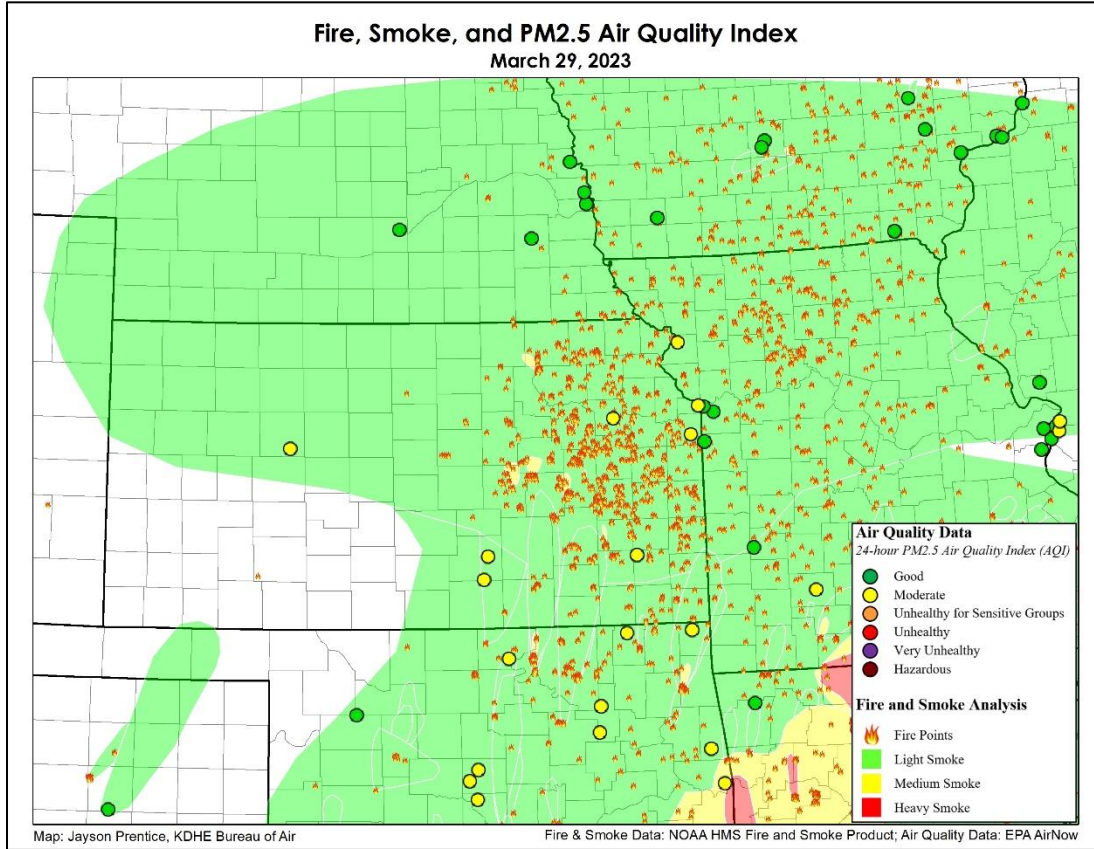 Fire, Smoke, and PM2.5 Air Quality Index
March 29, 2023
Air Quality Data
24-hour PM2.5 Air Quality Index (AQI)
Good
Moderate
Unhealthy for Sensitive Groups
Unhealthy
Very Unhealthy
Hazardous
Fire and Smoke Analysis
Fire Points
Light Smoke
Medium Smoke
Heavy Smoke
Map: Jayson Prentice, KDHE Bureau of Air
Fire & Smoke Data: NOAA HMS Fire and Smoke Product; Air Quality Data: EPA AirNow